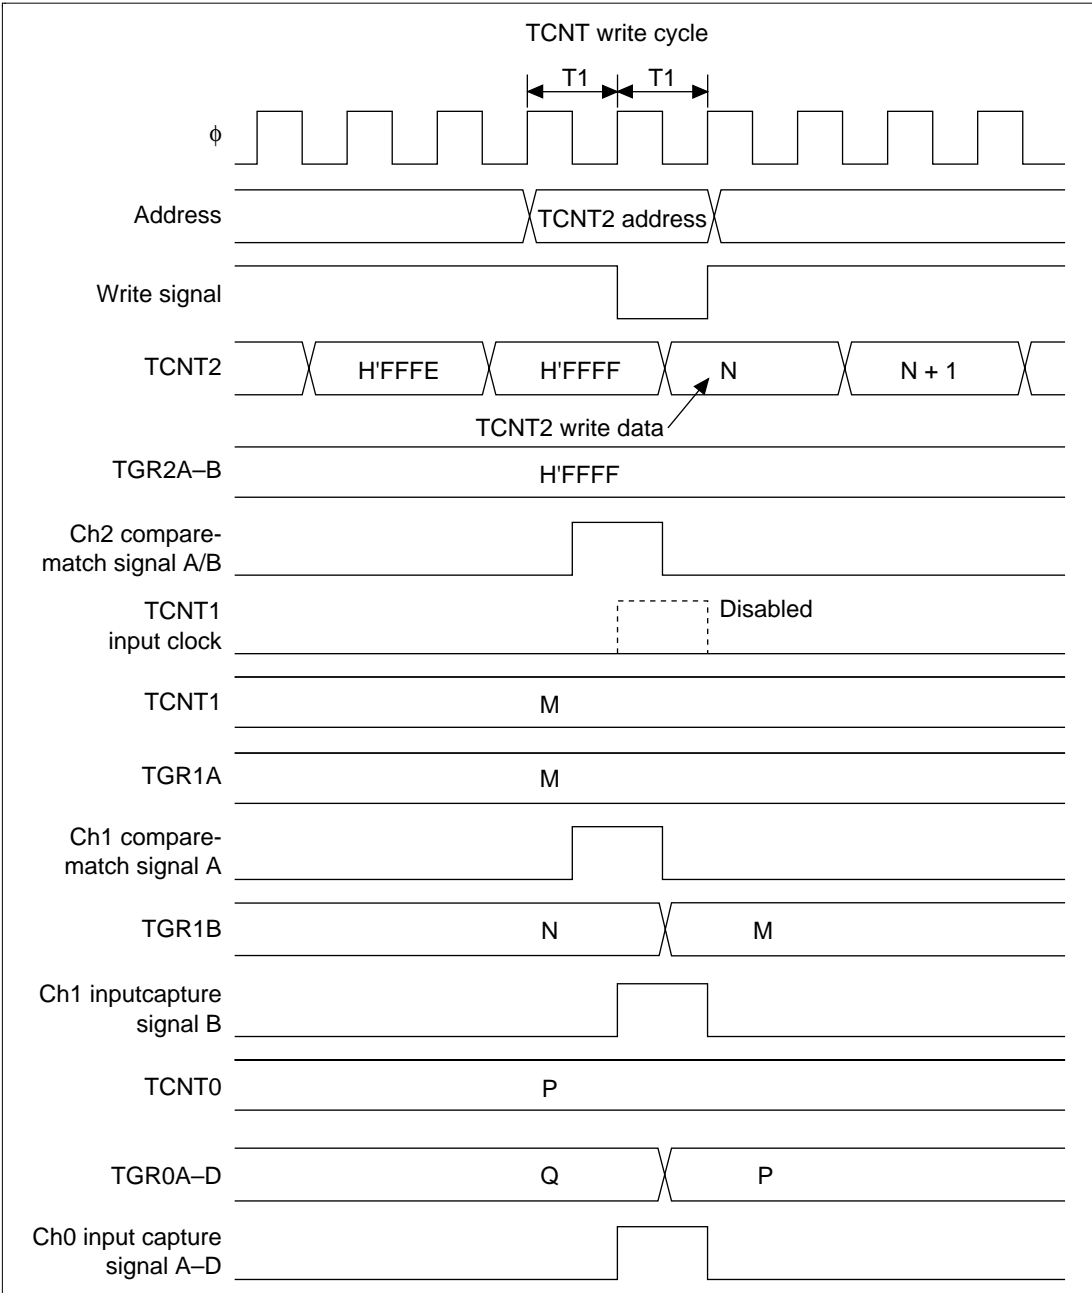 TCNT write cycle
T1 T1
ϕ
Address
TCNT2 address
Write signal
TCNT2
H'FFFE H'FFFF N N + 1
TCNT2 write data
TGR2A–B
H'FFFF
Ch2 compare-
match signal A/B
TCNT1
input clock
Disabled
TCNT1
M
TGR1A
M
Ch1 compare-
match signal A
TGR1B
N M
Ch1 inputcapture
signal B
TCNT0
P
TGR0A–D
Q P
Ch0 input capture
signal A–D